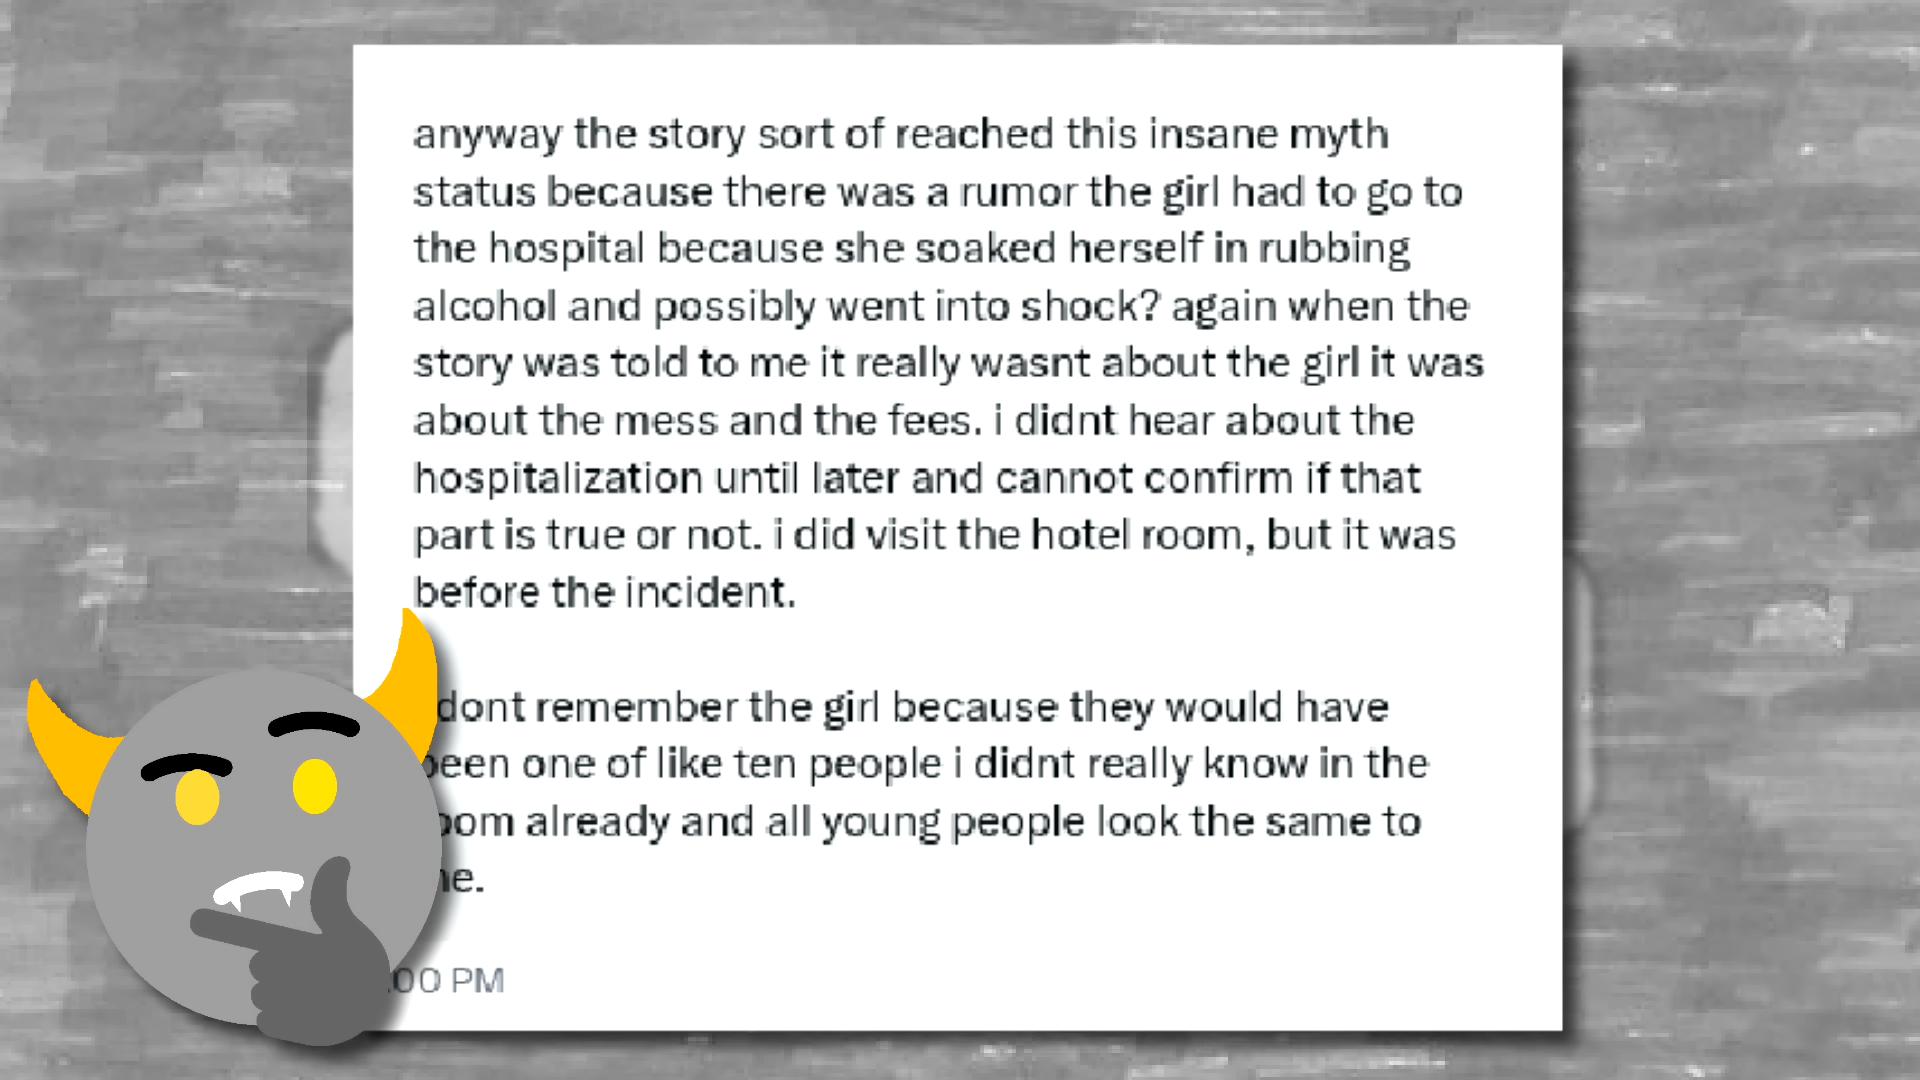 anyway the story sort of reached this insane myth
status because there was a rumor the girl had to go to
the hospital because she soaked herself in rubbing
alcohol and possibly went into shock? again when the
story was told to me it really wasnt about the girl it was
about the mess and the fees. i didnt hear about the
hospitalization until later and cannot confirm if that
part is true or not. i did visit the hotel room, but it was
before the incident.
dont remember the girl because they would have
been one of like ten people i didnt really know in the
already and all young people look the same to
00 PM